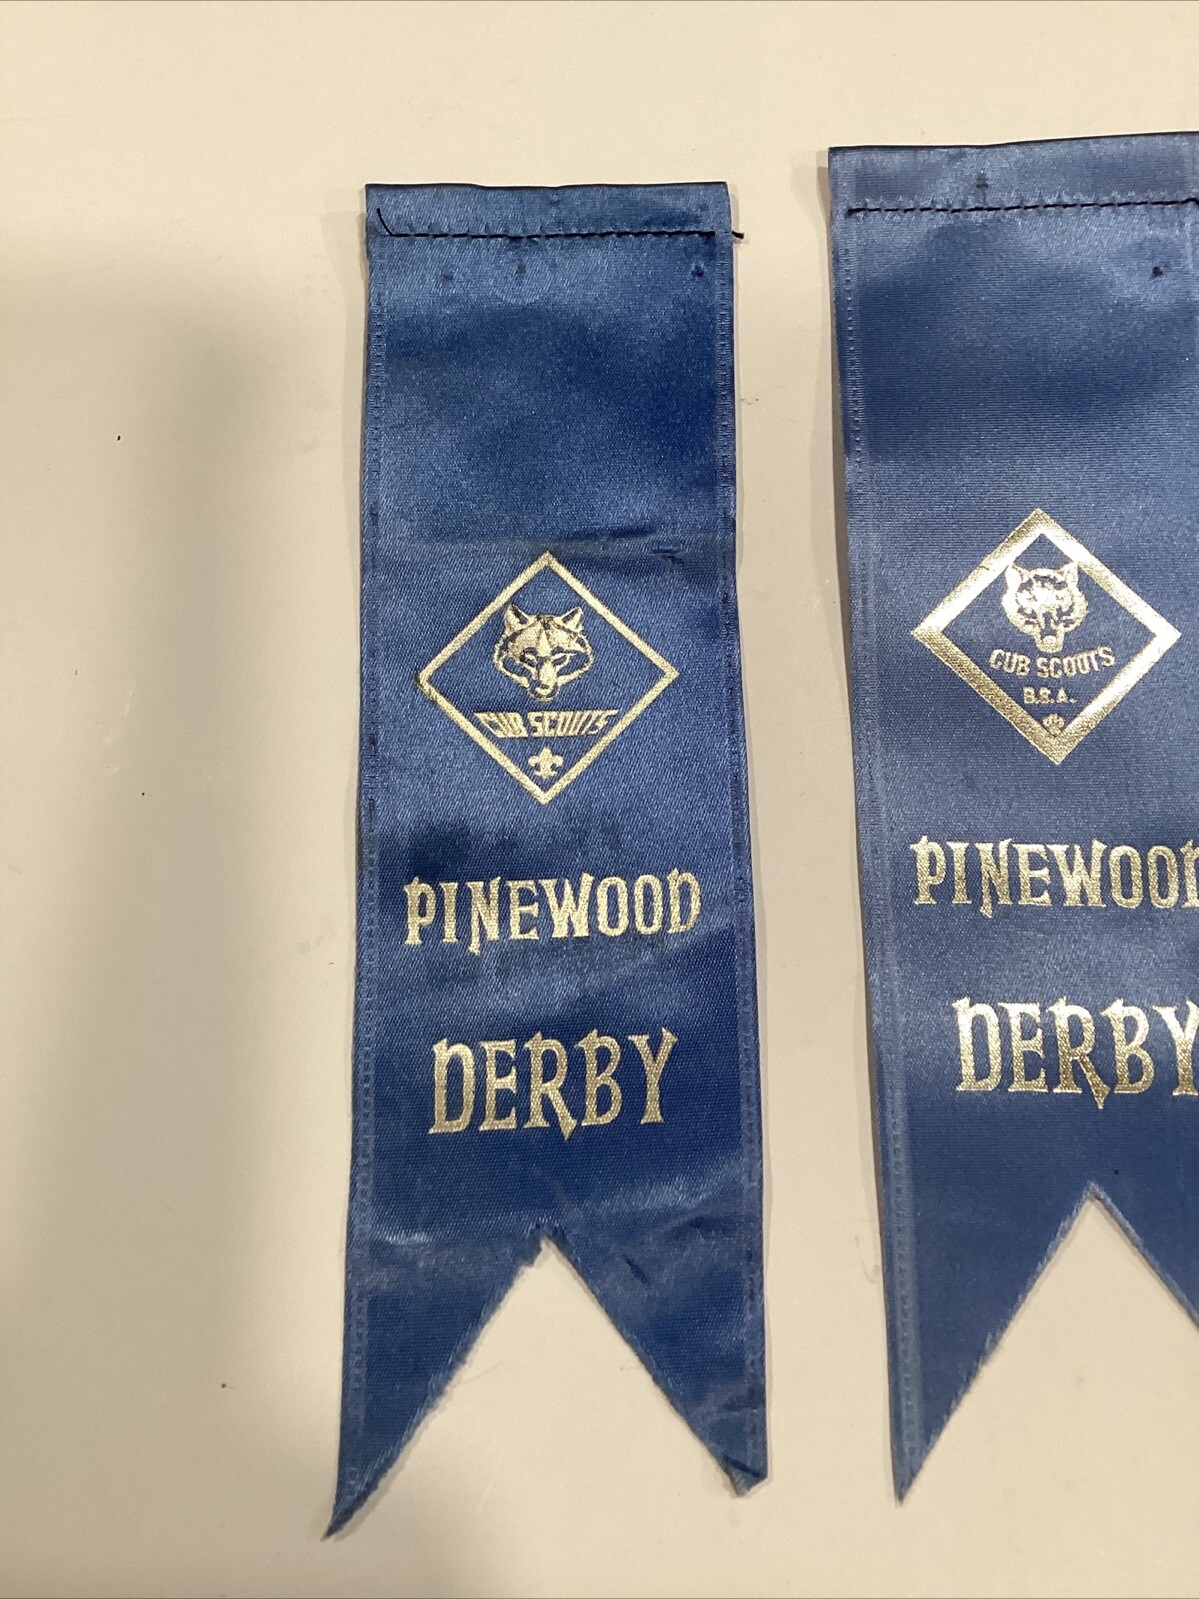 CUB SCOUTS
PINEWOOD
DERBY
CUB SCOUTS
B.S.A.
PINEWOOD
DERBY